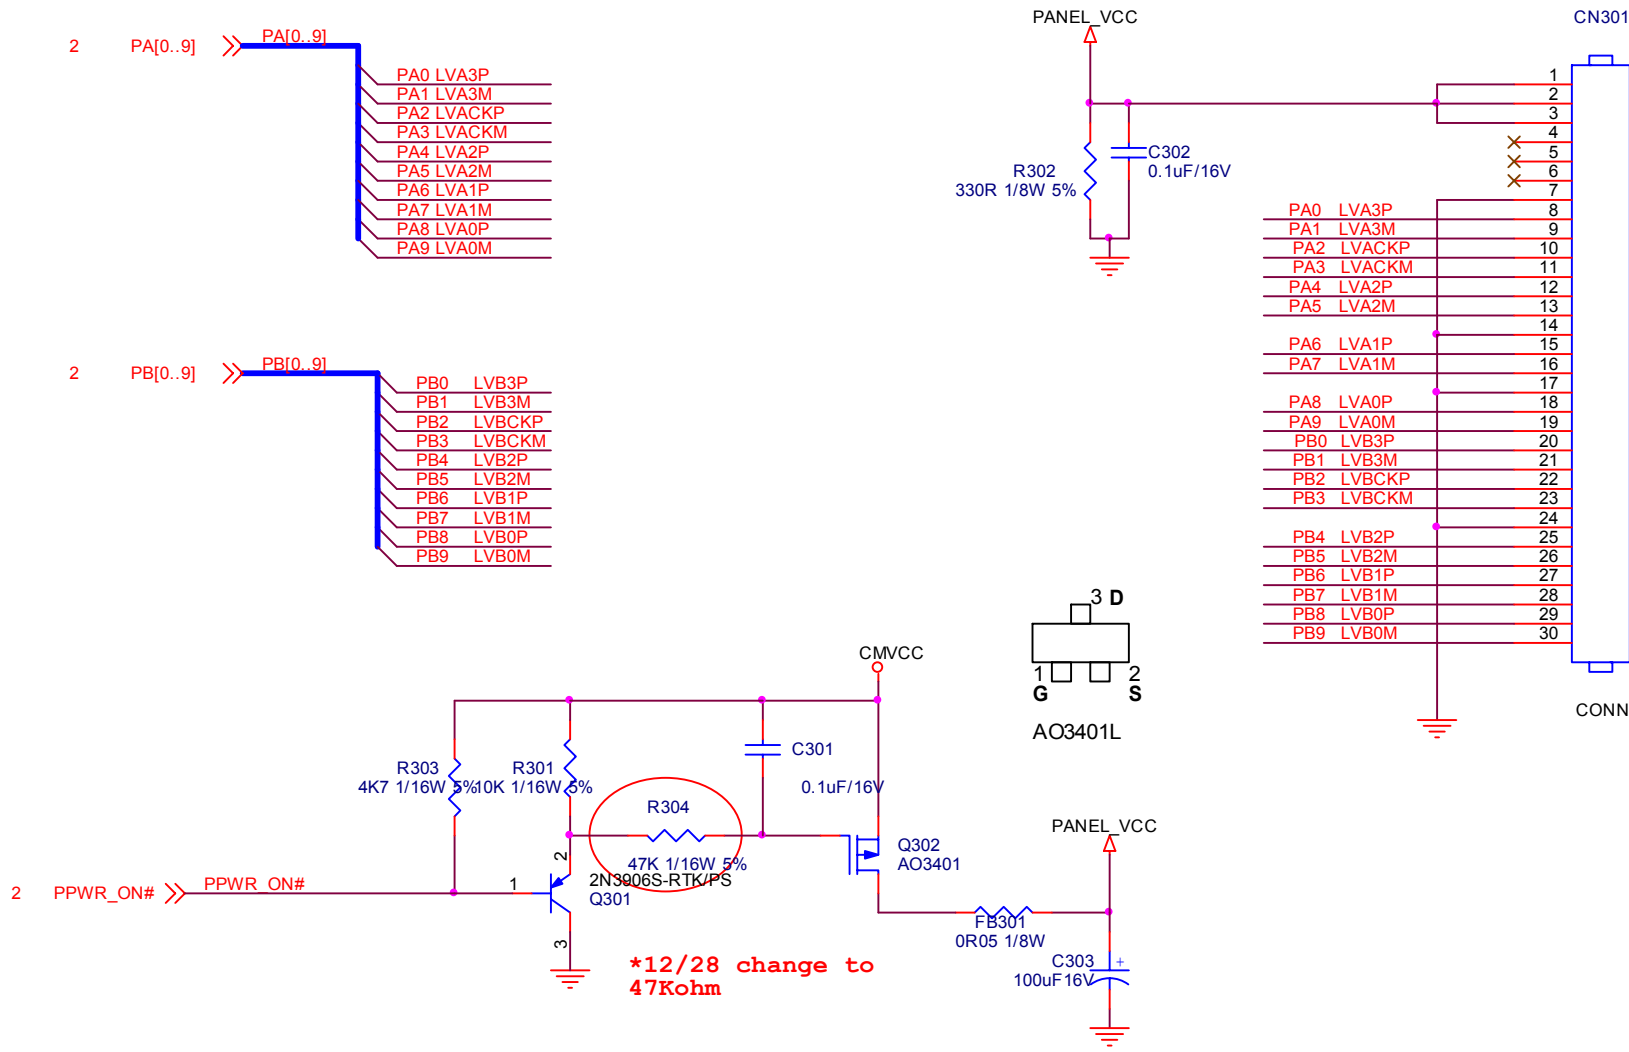 PANEL_VCC
CN301
2 PA[0..9] PA[0..9]
PA0 LVA3P
PA1 LVA3M
PA2 LVACKP
PA3 LVACKM
PA4 LVA2P
PA5 LVA2M
PA6 LVA1P
PA7 LVA1M
PA8 LVA0P
PA9 LVA0M
R302
330R 1/8W 5%
C302
0.1uF/16V
1
2
3
4
5
6
7
PA0 LVA3P 8
PA1 LVA3M 9
PA2 LVACKP 10
PA3 LVACKM 11
PA4 LVA2P 12
PA5 LVA2M 13
14
PA6 LVA1P 15
PA7 LVA1M 16
17
PA8 LVA0P 18
PA9 LVA0M 19
PB0 LVB3P 20
PB1 LVB3M 21
PB2 LVBCKP 22
PB3 LVBCKM 23
24
PB4 LVB2P 25
PB5 LVB2M 26
PB6 LVB1P 27
PB7 LVB1M 28
PB8 LVB0P 29
PB9 LVB0M 30
CONN
2 PB[0..9] PB[0..9]
PB0 LVB3P
PB1 LVB3M
PB2 LVBCKP
PB3 LVBCKM
PB4 LVB2P
PB5 LVB2M
PB6 LVB1P
PB7 LVB1M
PB8 LVB0P
PB9 LVB0M
3 D
1 2
G S
AO3401L
CMVCC
R303
4K7 1/16W 5%
R301
10K 1/16W 5%
C301
0.1uF/16V
R304
47K 1/16W 5%
2N3906S-RTK/PS
Q301
1
2
3
Q302
AO3401
PANEL_VCC
2 PPWR_ON# PPWR_ON#
FB301
0R05 1/8W
C303
100uF16V
+
*12/28 change to
47Kohm